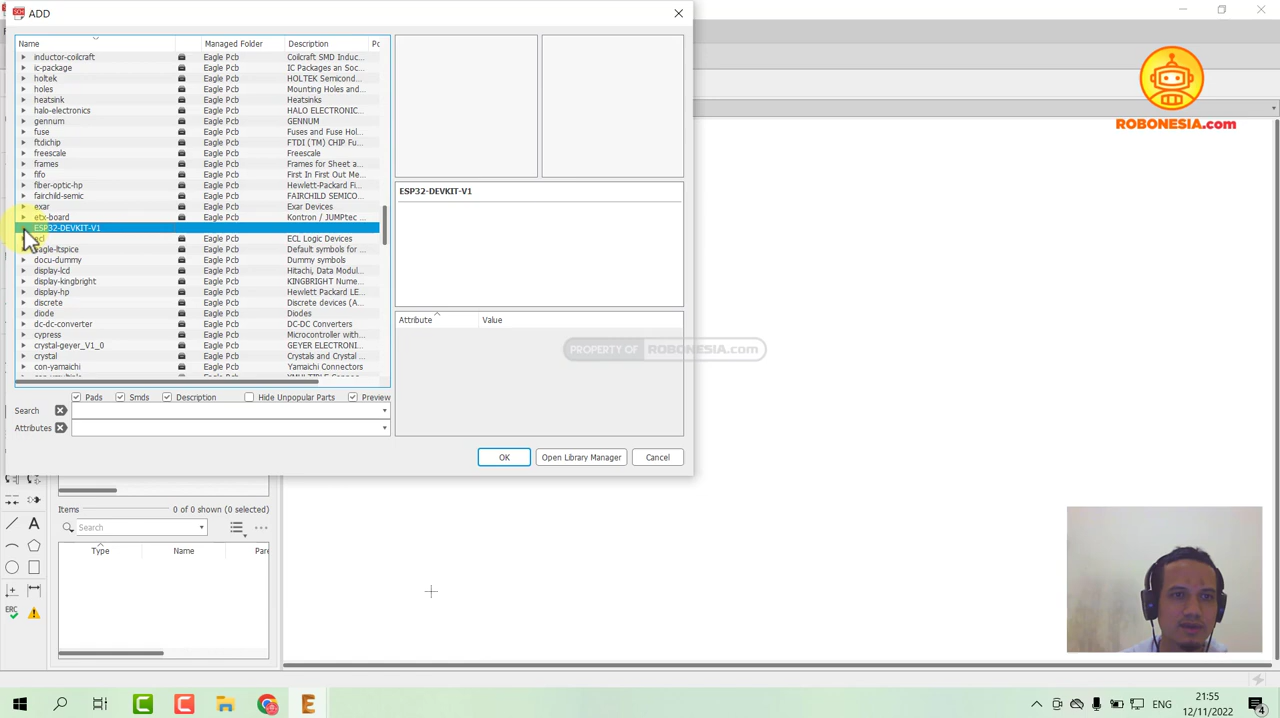 ADD
Name Managed Folder Description Pc
inductor-coilcraft Eagle Pcb Coilcraft SMD Induc...
ic-package Eagle Pcb IC Packages an Soc...
holtek Eagle Pcb HOLTEK Semicond...
holes Eagle Pcb Mounting Holes and...
heatsink Eagle Pcb Heatsinks
halo-electronics Eagle Pcb HALO ELECTRONIC...
gennum Eagle Pcb GENNUM
fuse Eagle Pcb Fuses and Fuse Hol...
ftdichip Eagle Pcb FTDI (TM) CHIP Fu...
freescale Eagle Pcb Freescale
frames Eagle Pcb Frames for Sheet a...
fifo Eagle Pcb First In First Out Me...
fiber-optic-hp Eagle Pcb Hewlett-Packard Fi...
fairchild-semic Eagle Pcb FAIRCHILD SEMICO...
exar Eagle Pcb Exar Devices
etx-board Eagle Pcb Kontron / JUMPtec ...
ESP32-DEVKIT-V1
ecl Eagle Pcb ECL Logic Devices
eagle-ltspice Eagle Pcb Default symbols for ...
docu-dummy Eagle Pcb Dummy symbols
display-lcd Eagle Pcb Hitachi, Data Modul...
display-kingbright Eagle Pcb KINGBRIGHT Nume...
display-hp Eagle Pcb Hewlett Packard LE...
discrete Eagle Pcb Discrete devices (A...
diode Eagle Pcb Diodes
dc-dc-converter Eagle Pcb DC-DC Converters
cypress Eagle Pcb Microcontroller with...
crystal-geyer_V1_0 Eagle Pcb GEYER ELECTRONI...
crystal Eagle Pcb Crystals and Crystal ...
con-yamaichi Eagle Pcb Yamaichi Connectors
ESP32-DEVKIT-V1
Attribute Value
Pads Smds Description Hide Unpopular Parts Preview
Search
Attributes
OK Open Library Manager Cancel
ROBONESIA.com
PROPERTY OF ROBONESIA.com
Items 0 of 0 shown (0 selected)
Search
Type Name Pare
A
ERC
E
ENG
21:55
12/11/2022
4